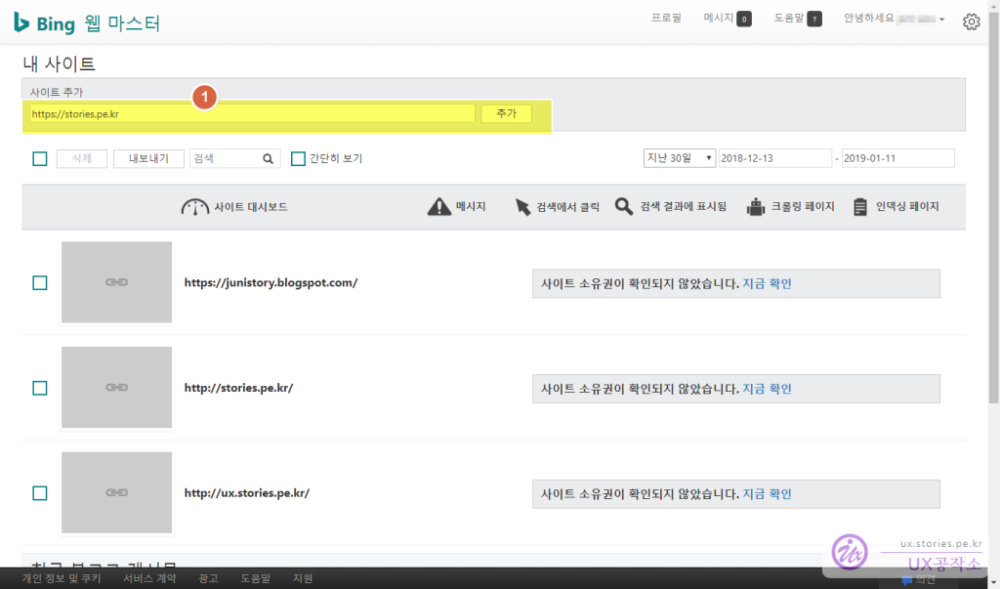 Bing 웹 마스터
프로필 메시지 0 도움말 ? 안녕하세요
내 사이트
사이트 추가
1
https://stories.pe.kr 추가
삭제 내보내기 검색 간단히 보기 지난 30일 2018-12-13 - 2019-01-11
사이트 대시보드 메시지 검색에서 클릭 검색 결과에 표시됨 크롤링 페이지 인덱싱 페이지
https://junistory.blogspot.com/ 사이트 소유권이 확인되지 않았습니다. 지금 확인
http://stories.pe.kr/ 사이트 소유권이 확인되지 않았습니다. 지금 확인
http://ux.stories.pe.kr/ 사이트 소유권이 확인되지 않았습니다. 지금 확인
ux.stories.pe.kr
UX공작소
개인 정보 및 쿠키 서비스 계약 광고 도움말 지원 의견